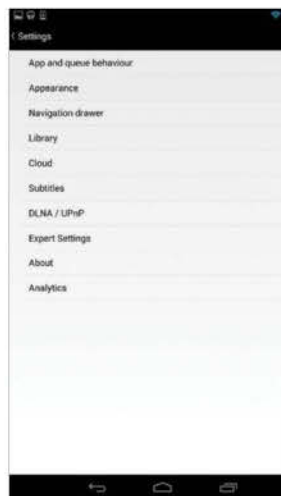 Settings
App and queue behaviour
Appearance
Navigation drawer
Library
Cloud
Subtitles
DLNA / UPnP
Expert Settings
About
Analytics